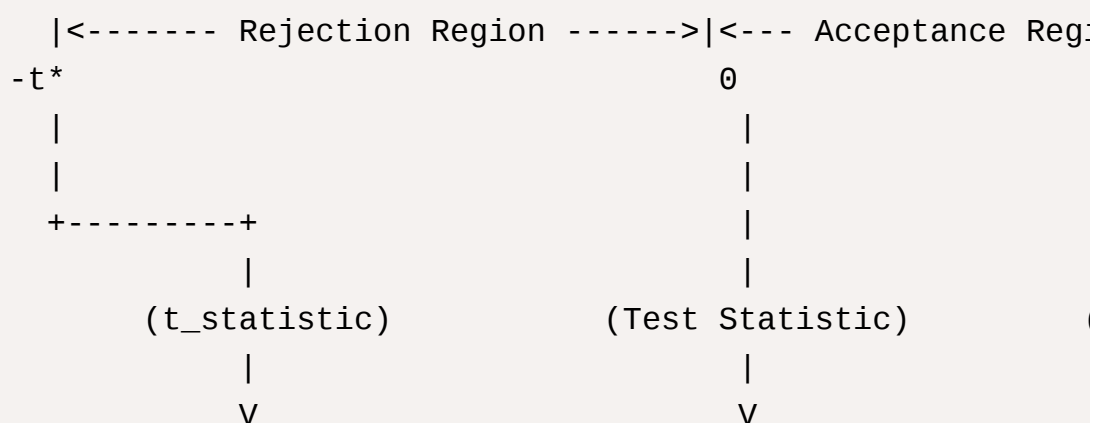 |<------- Rejection Region ------>|<--- Acceptance Regi
-t* 0
| |
| |
+---------+ |
| |
(t_statistic) (Test Statistic) (
| |
V V